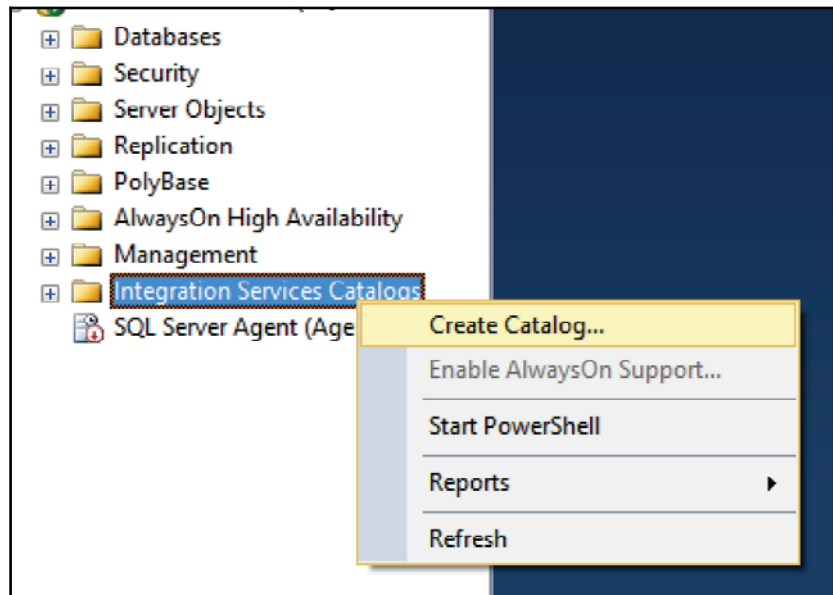 Databases
Security
Server Objects
Replication
PolyBase
AlwaysOn High Availability
Management
Integration Services Catalogs
SQL Server Agent (Age
Create Catalog...
Enable AlwaysOn Support...
Start PowerShell
Reports
Refresh